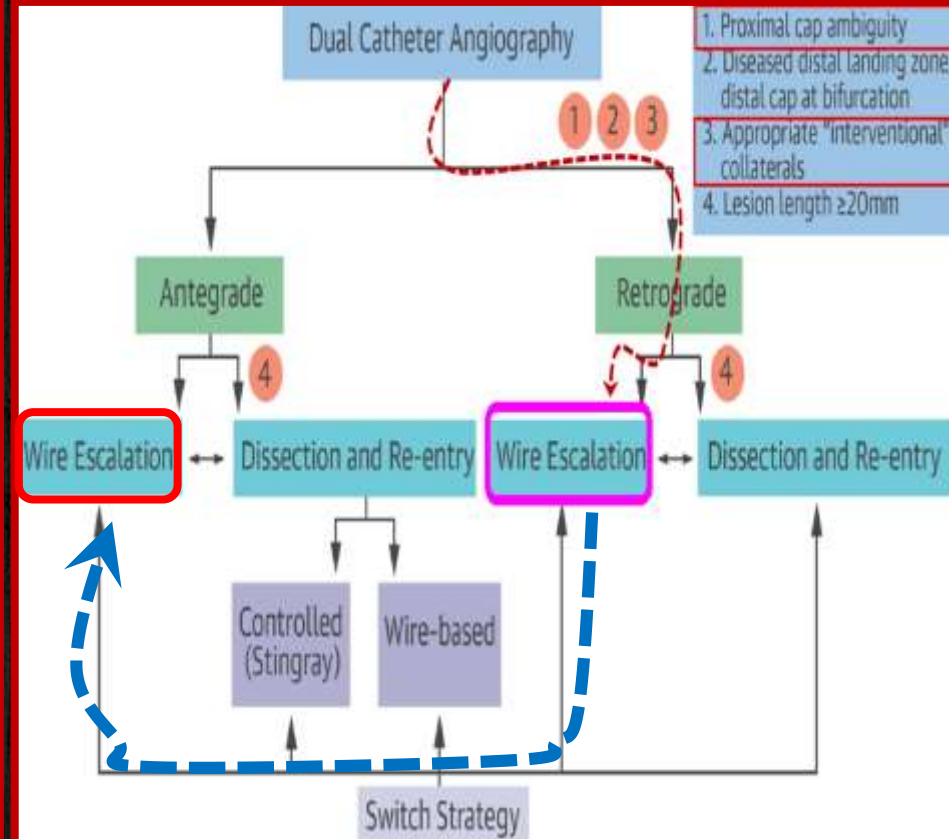 Dual Catheter Angiography
1. Proximal cap ambiguity
2. Diseased distal landing zone
distal cap at bifurcation
3. Appropriate "interventional"
collaterals
4. Lesion length ≥20mm
1 2 3
Antegrade
Retrograde
4
4
Wire Escalation
Dissection and Re-entry
Wire Escalation
Dissection and Re-entry
Controlled
(Stingray)
Wire-based
Switch Strategy